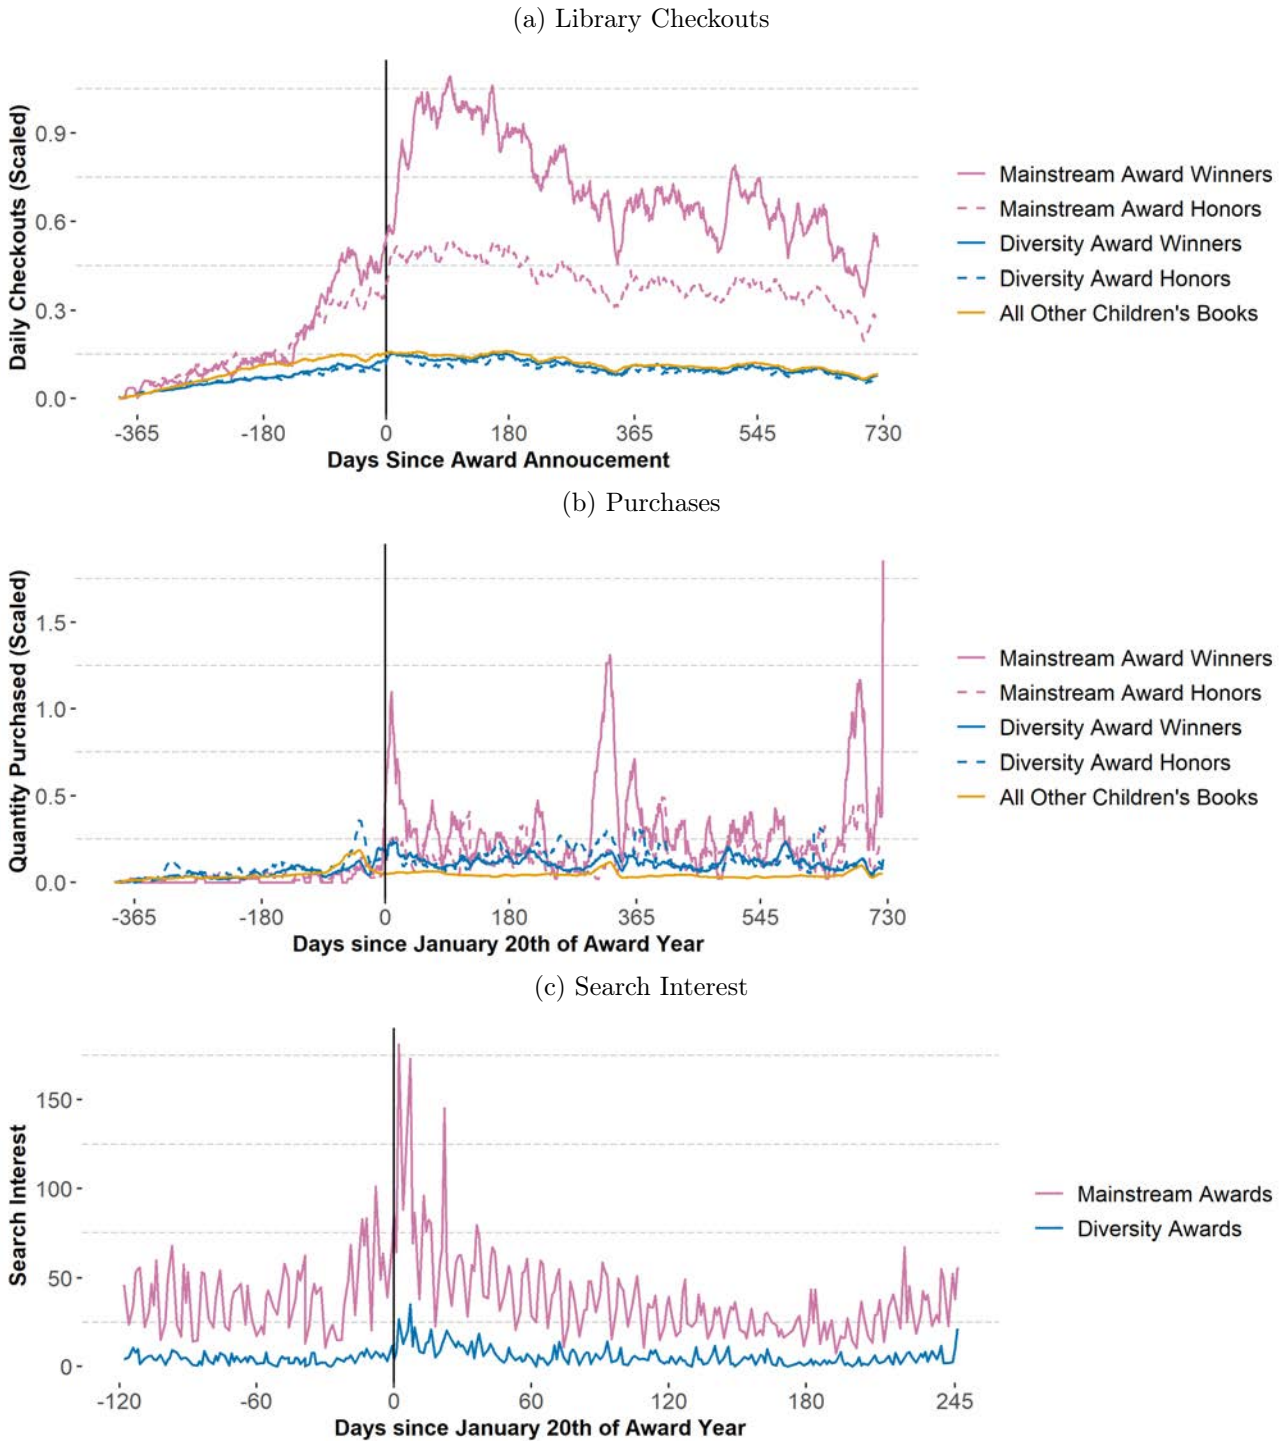 (a) Library Checkouts
Daily Checkouts (Scaled)
0.9
0.6
0.3
0.0
-365 -180 0 180 365 545 730
Days Since Award Annoucement
Mainstream Award Winners
Mainstream Award Honors
Diversity Award Winners
Diversity Award Honors
All Other Children's Books
(b) Purchases
Quantity Purchased (Scaled)
1.5
1.0
0.5
0.0
-365 -180 0 180 365 545 730
Days since January 20th of Award Year
Mainstream Award Winners
Mainstream Award Honors
Diversity Award Winners
Diversity Award Honors
All Other Children's Books
(c) Search Interest
Search Interest
150
100
50
0
-120 -60 0 60 120 180 245
Days since January 20th of Award Year
Mainstream Awards
Diversity Awards